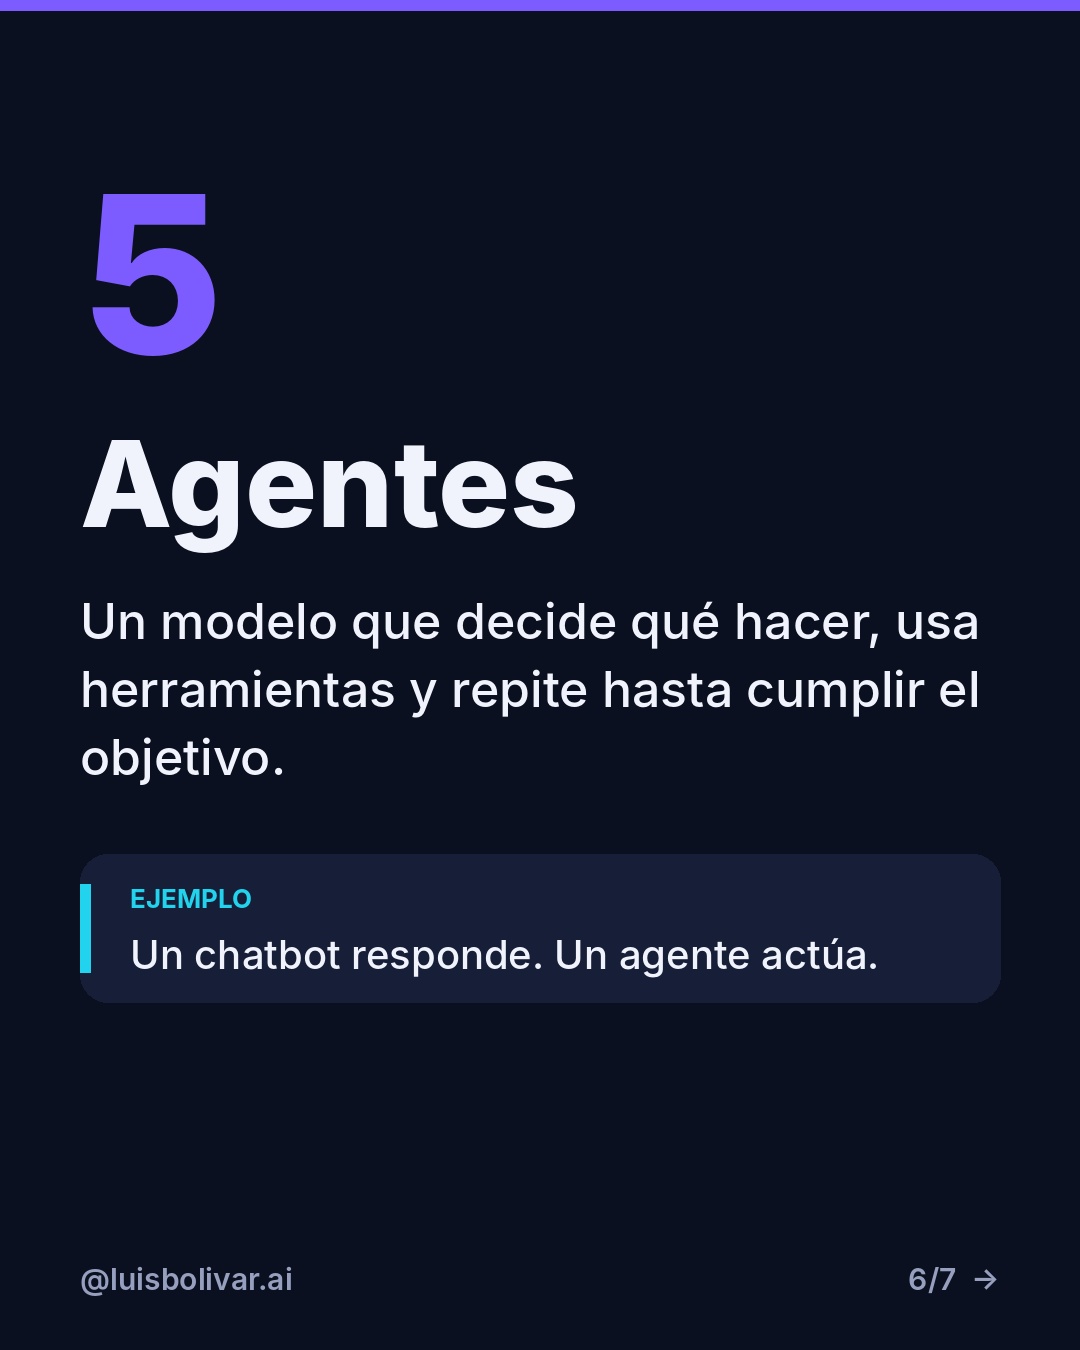 5
Agentes
Un modelo que decide qué hacer, usa
herramientas y repite hasta cumplir el
objetivo.
EJEMPLO
Un chatbot responde. Un agente actúa.
@luisbolivar.ai
6/7 →